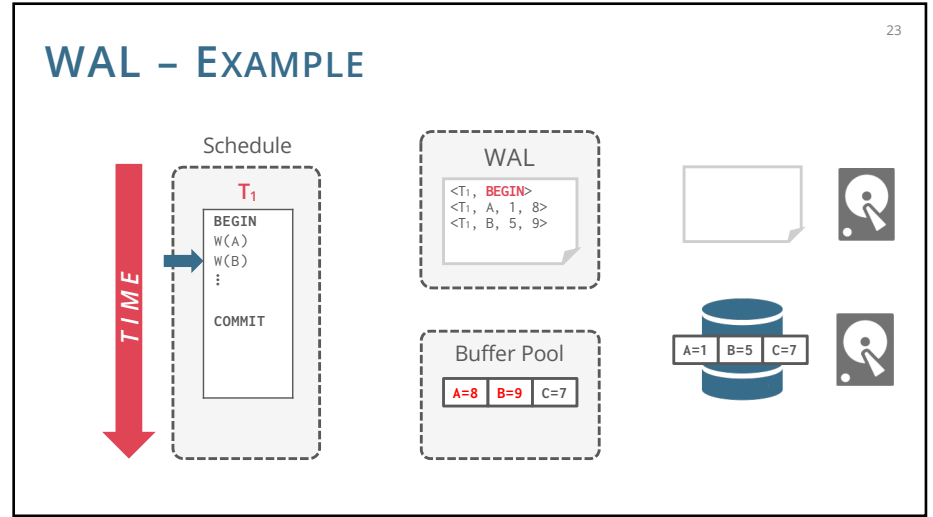 23
WAL – EXAMPLE
Schedule
T1
BEGIN
W(A)
W(B)
⋮
COMMIT
TIME
WAL
<T1, BEGIN>
<T1, A, 1, 8>
<T1, B, 5, 9>
Buffer Pool
A=8 B=9 C=7
A=1 B=5 C=7